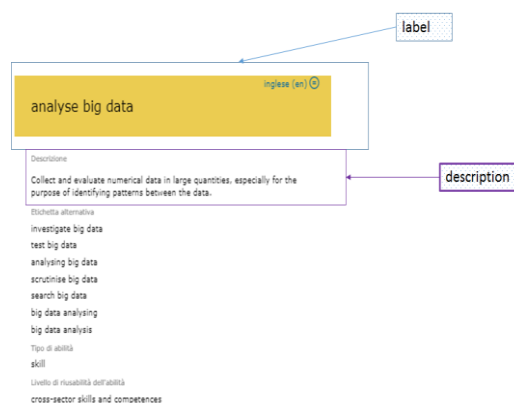 label
inglese (en)
analyse big data
Descrizione
Collect and evaluate numerical data in large quantities, especially for the
purpose of identifying patterns between the data.
description
Etichetta alternativa
investigate big data
test big data
analysing big data
scrutinise big data
search big data
big data analysing
big data analysis
Tipo di abilità
skill
Livello di riusabilità dell'abilità
cross-sector skills and competences